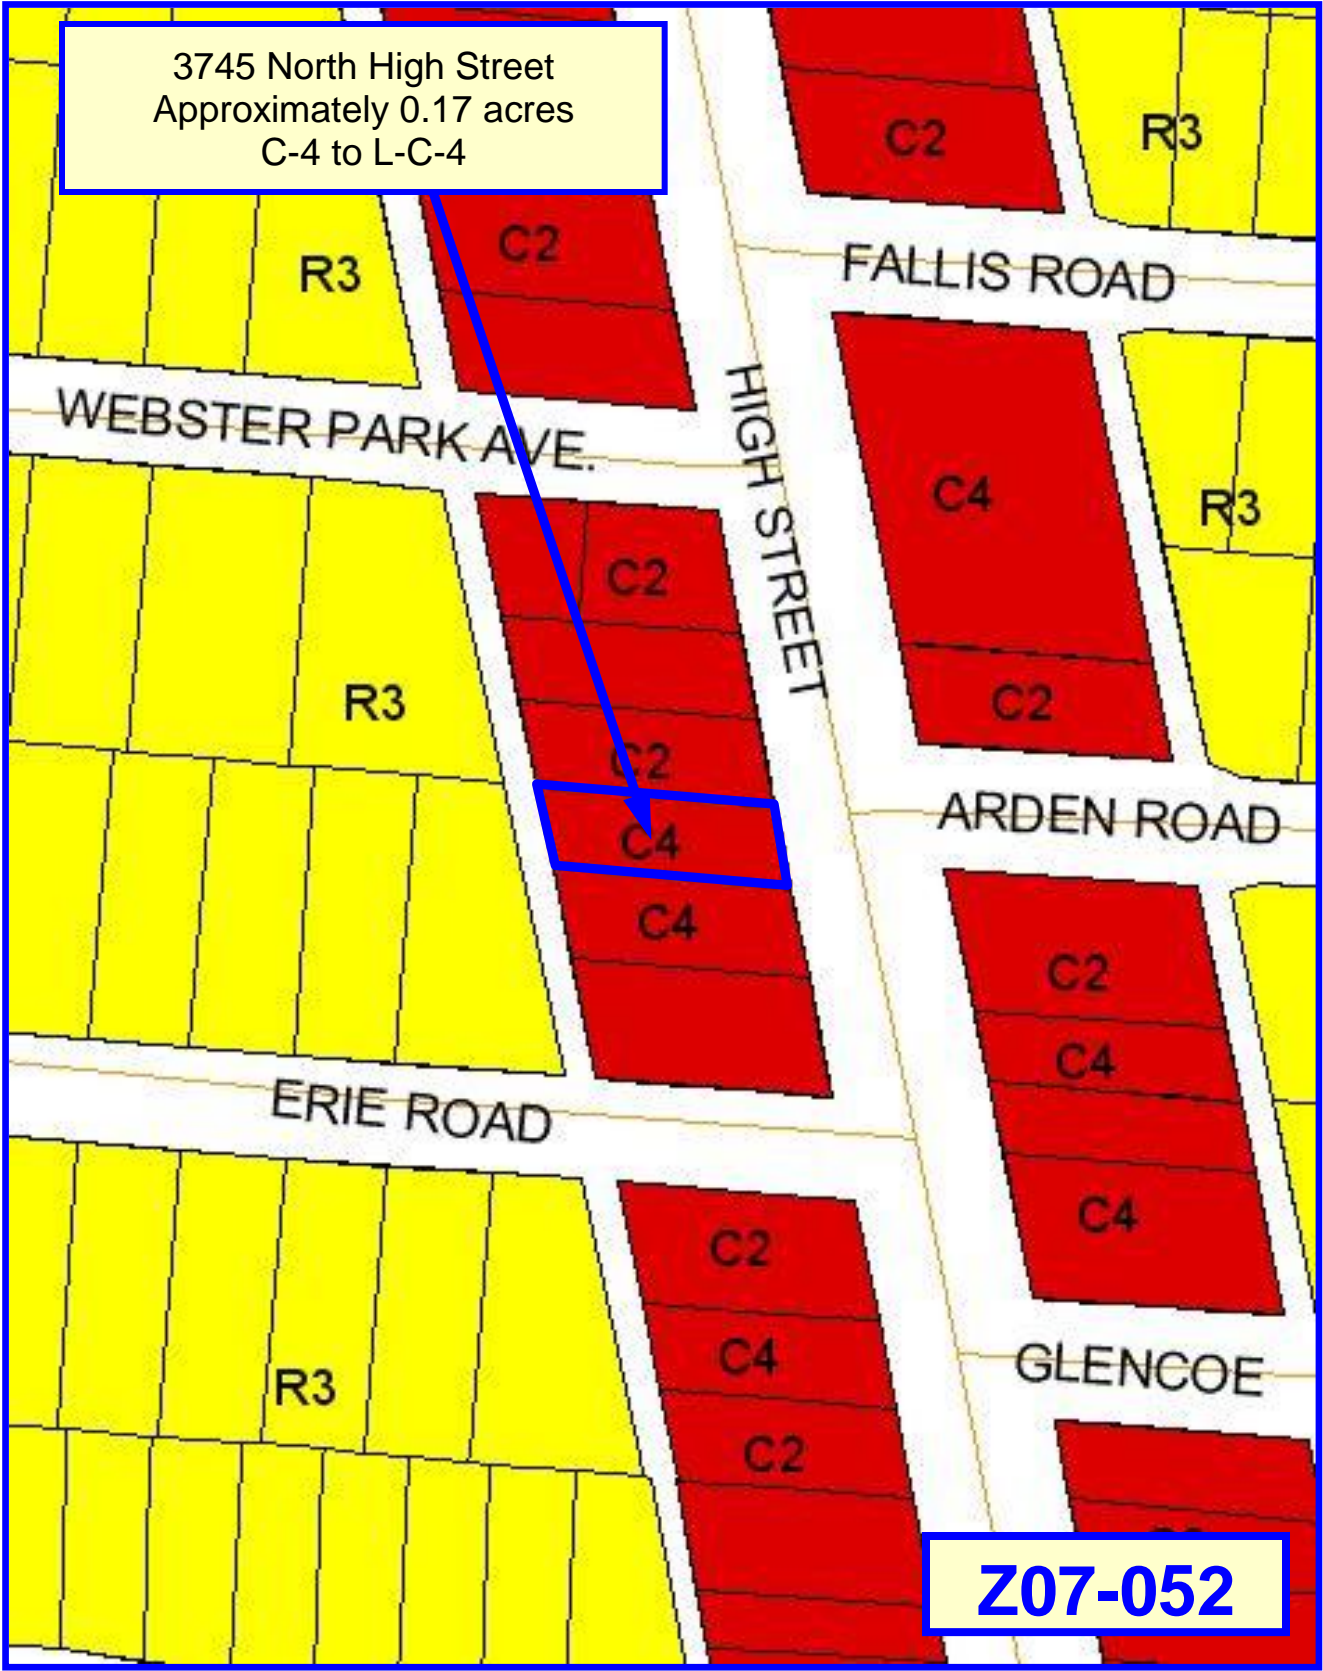 3745 North High Street
Approximately 0.17 acres
C-4 to L-C-4
C2
R3
C2
R3
FALLIS ROAD
WEBSTER PARK AVE.
HIGH STREET
C4
R3
C2
R3
C2
C2
C4
ARDEN ROAD
C4
C2
C4
ERIE ROAD
C4
C2
C4
GLENCOE
R3
C2
Z07-052